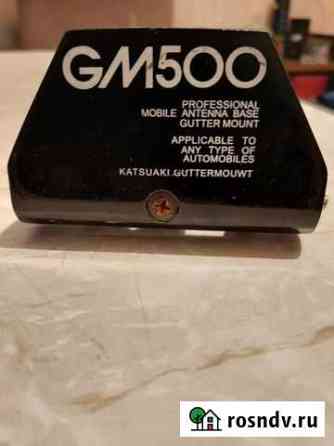 GM500
PROFESSIONAL
MOBILE ANTENNA BASE
GUTTER MOUNT
APPLICABLE TO
ANY TYPE OF
AUTOMOBILES
KATSUAKI.GUTTERMOUWT
rosndv.ru